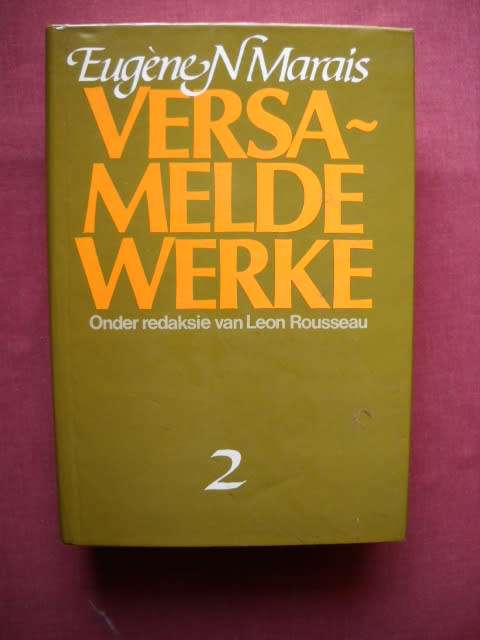 Eugène N Marais
VERSA~
MELDE
WERKE
Onder redaksie van Leon Rousseau
2